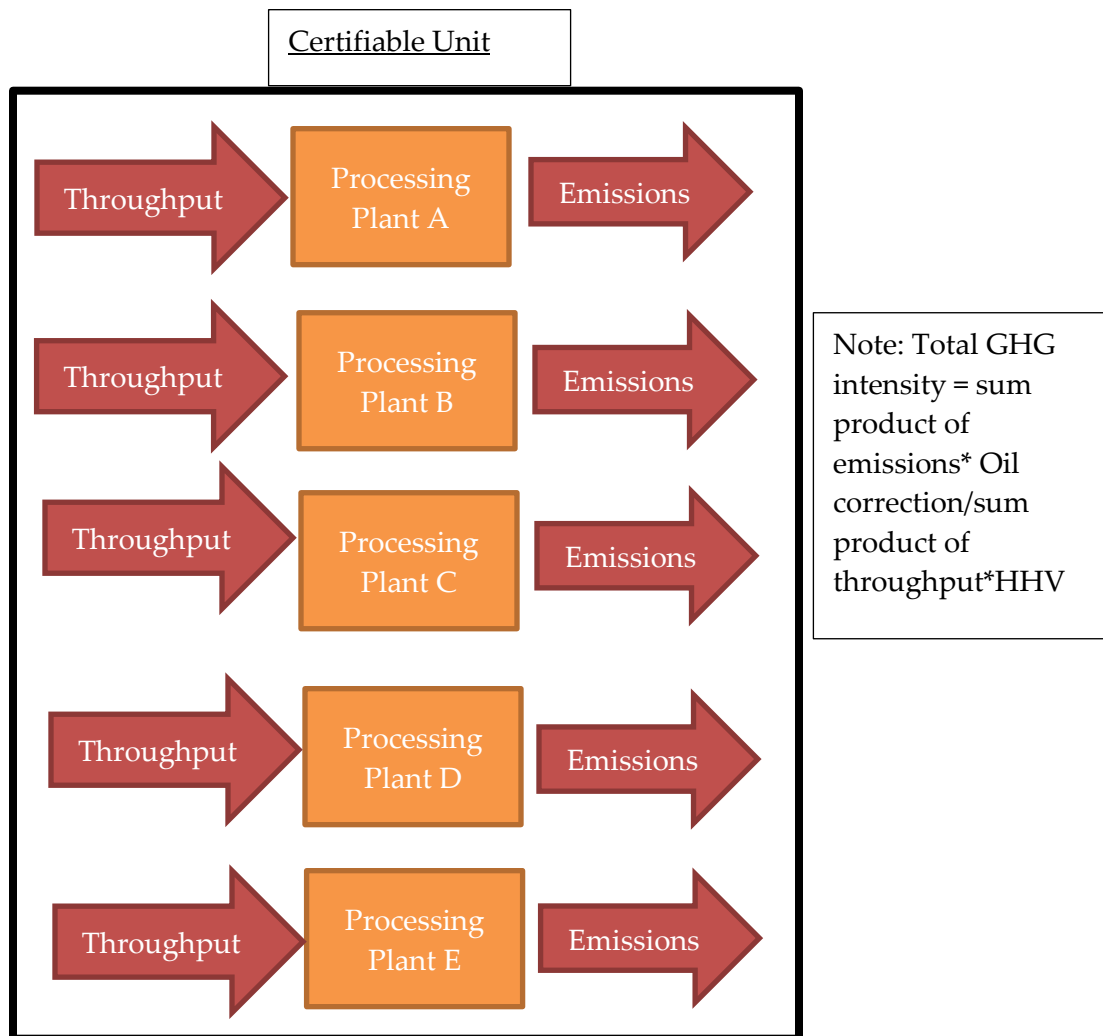 Certifiable Unit
Throughput
Processing
Plant A
Emissions
Throughput
Processing
Plant B
Emissions
Throughput
Processing
Plant C
Emissions
Throughput
Processing
Plant D
Emissions
Throughput
Processing
Plant E
Emissions
Note: Total GHG
intensity = sum
product of
emissions* Oil
correction/sum
product of
throughput*HHV